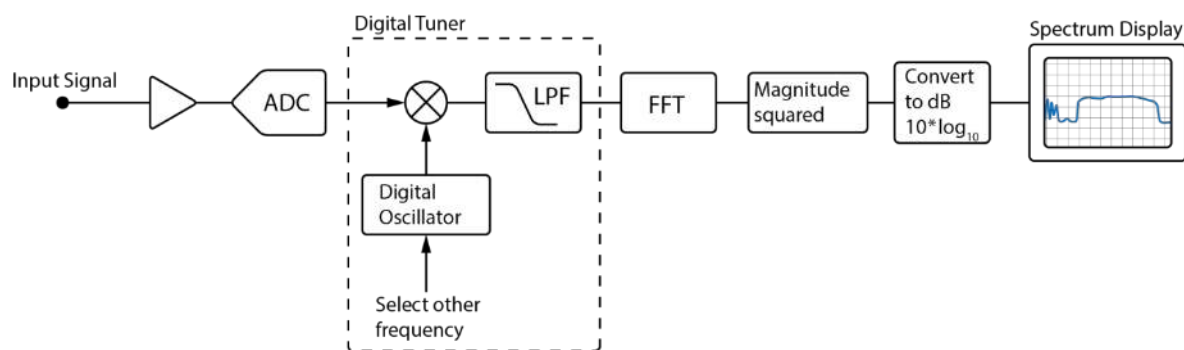 Digital Tuner
Spectrum Display
Input Signal
ADC
LPF
FFT
Magnitude
squared
Convert
to dB
10*log₁₀
Digital
Oscillator
Select other
frequency